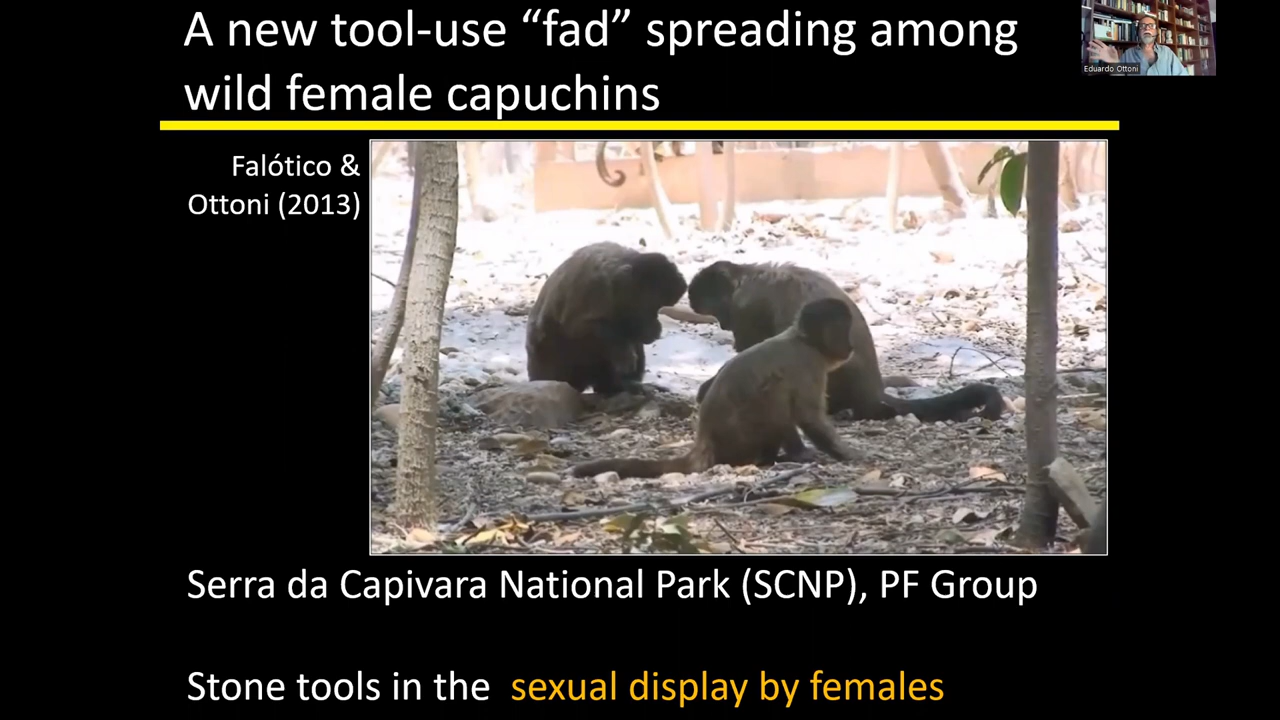 A new tool-use “fad” spreading among
wild female capuchins
Eduardo Ottoni
Falótico &
Ottoni (2013)
Serra da Capivara National Park (SCNP), PF Group
Stone tools in the sexual display by females